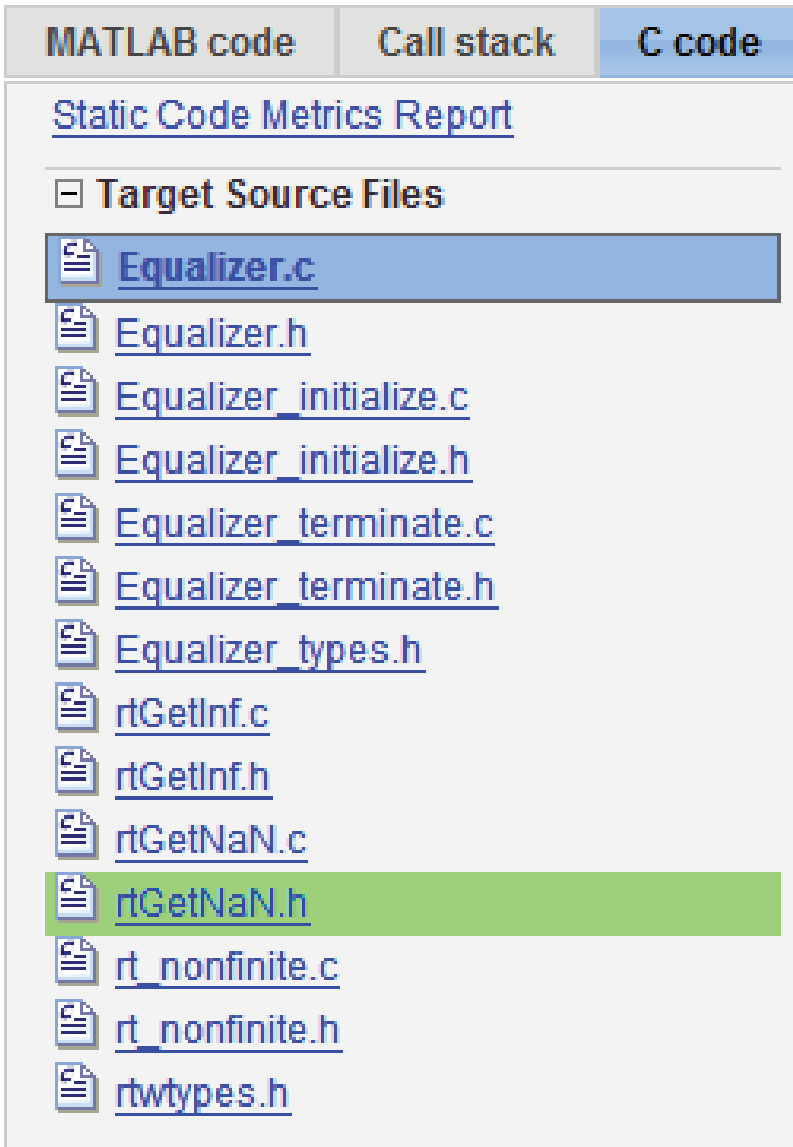 MATLAB code Call stack C code
Static Code Metrics Report
Target Source Files
Equalizer.c
Equalizer.h
Equalizer_initialize.c
Equalizer_initialize.h
Equalizer_terminate.c
Equalizer_terminate.h
Equalizer_types.h
rtGetInf.c
rtGetInf.h
rtGetNaN.c
rtGetNaN.h
rt_nonfinite.c
rt_nonfinite.h
rtwtypes.h